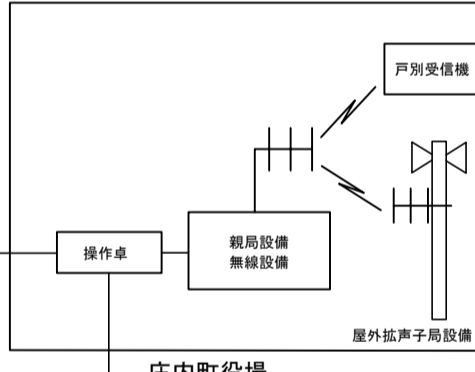 戸別受信機
操作卓
親局設備
無線設備
屋外拡声子局設備
庄内町役場